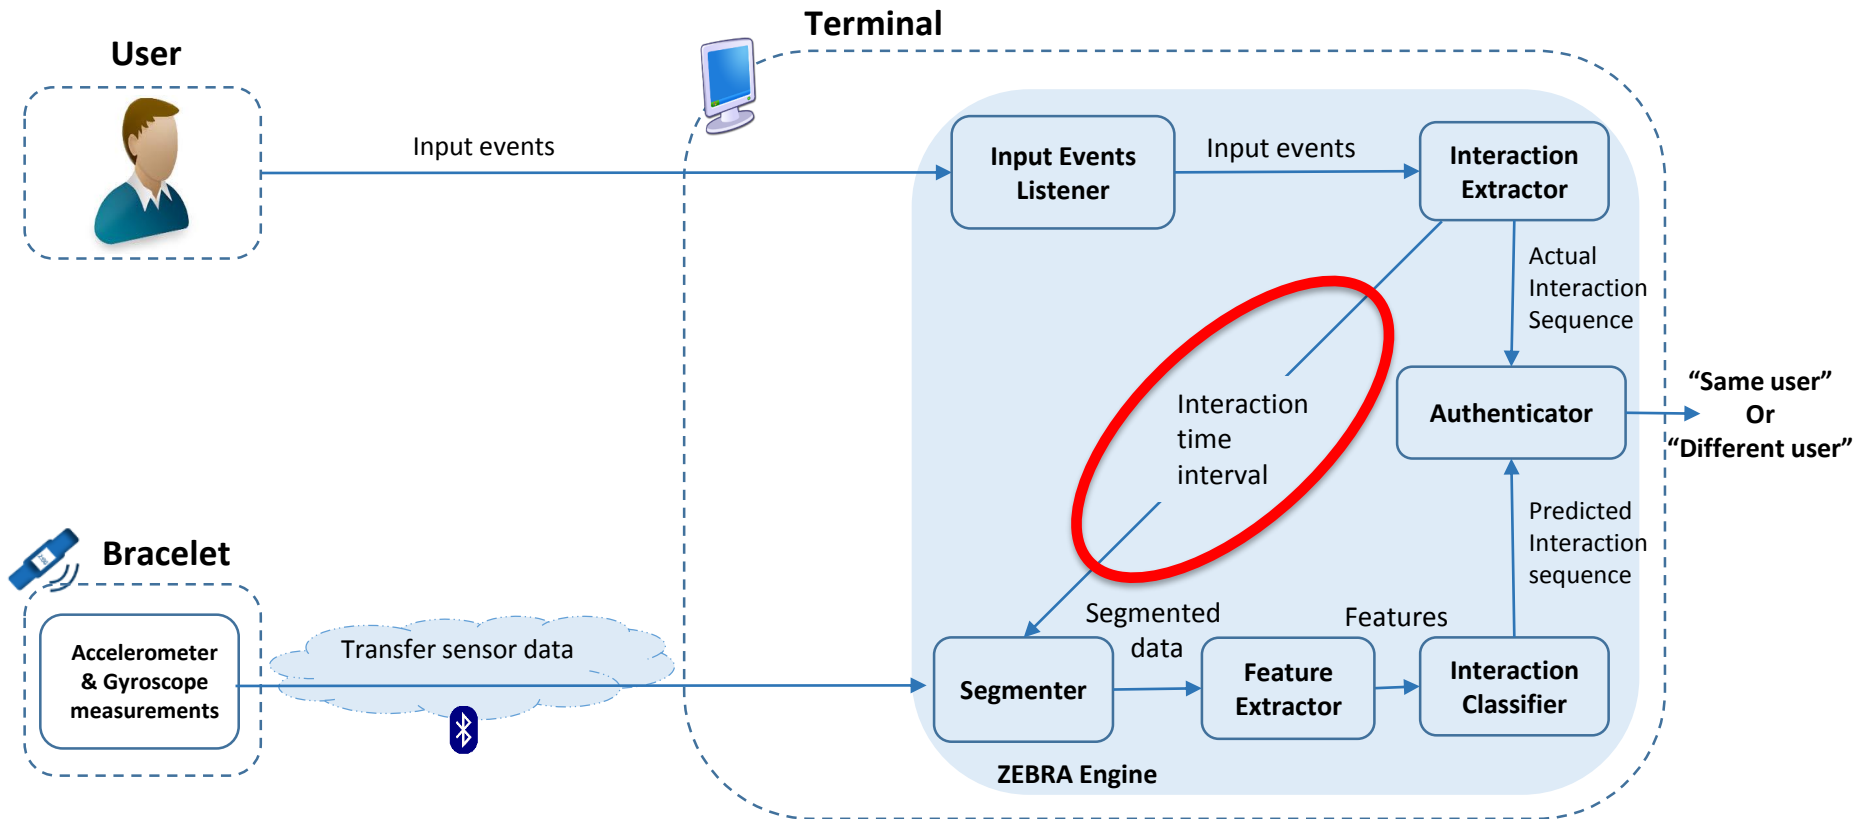 Terminal
User
Input events
Input Events
Listener
Input events
Interaction
Extractor
Actual
Interaction
Sequence
Interaction
time
interval
Authenticator
“Same user”
Or
“Different user”
Predicted
Interaction
sequence
Bracelet
Accelerometer
& Gyroscope
measurements
Transfer sensor data
Segmenter
Segmented
data
Feature
Extractor
Features
Interaction
Classifier
ZEBRA Engine